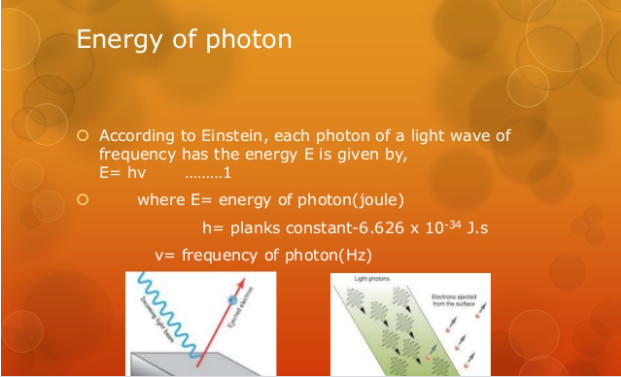 Energy of photon
According to Einstein, each photon of a light wave of
frequency has the energy E is given by,
E= hv .........1
where E= energy of photon(joule)
h= planks constant-6.626 x 10⁻³⁴ J.s
v= frequency of photon(Hz)
Incoming light beam
Ejected electron
Light photons
Electrons ejected
from the surface